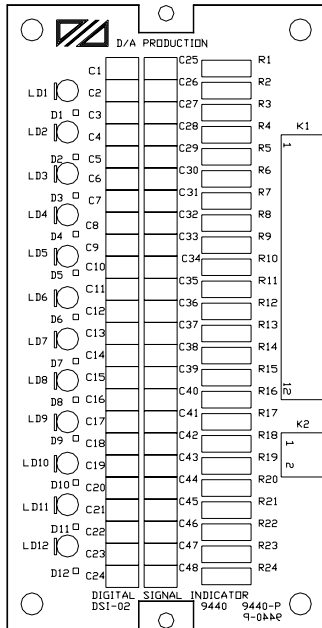 D/A PRODUCTION
C1 C25 R1
LD1 C2 C26 R2
D1 C3 C27 R3
LD2 C4 C28 R4 K1
D2 C5 C29 R5 1
LD3 C6 C30 R6
D3 C7 C31 R7
LD4 C8 C32 R8
D4 C9 C33 R9
LD5 C10 C34 R10
D5 C11 C35 R11
LD6 C12 C36 R12
D6 C13 C37 R13
LD7 C14 C38 R14
D7 C15 C39 R15
LD8 C16 C40 R16 12
D8 C17 C41 R17
LD9 C18 C42 R18 K2
D9 C19 C43 R19 1
LD10 C20 C44 R20 2
D10 C21 C45 R21
LD11 C22 C46 R22
D11 C23 C47 R23
LD12 C24 C48 R24
D12
DIGITAL SIGNAL INDICATOR
DSI-02 9440 9440-P
9440-P